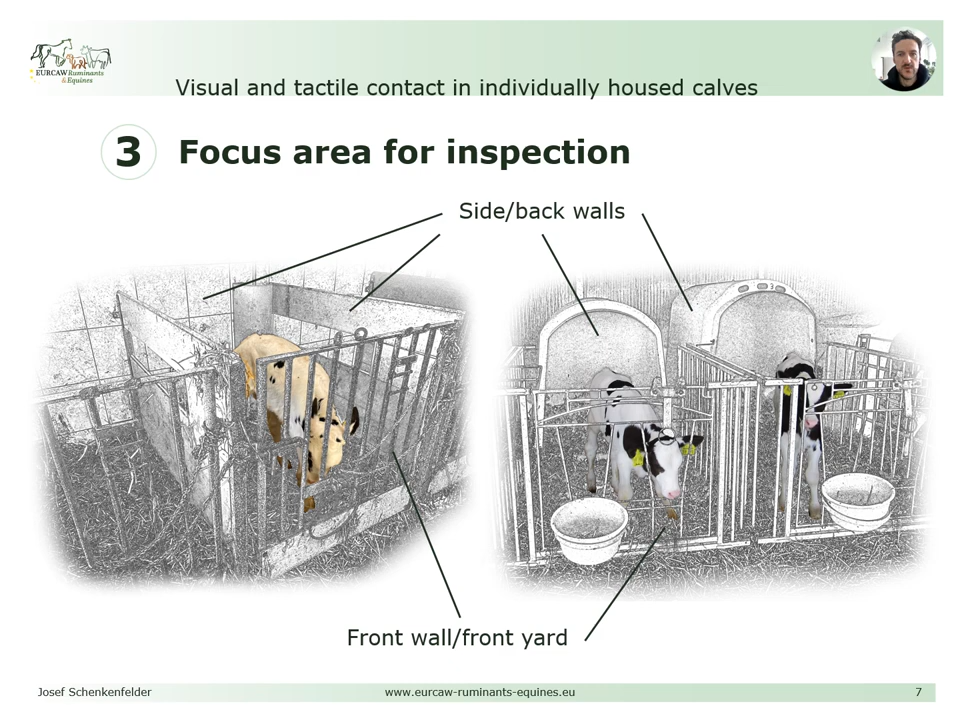 EURCAW Ruminants
& Equines
Visual and tactile contact in individually housed calves
3 Focus area for inspection
Side/back walls
Front wall/front yard
Josef Schenkenfelder www.eurcaw-ruminants-equines.eu 7